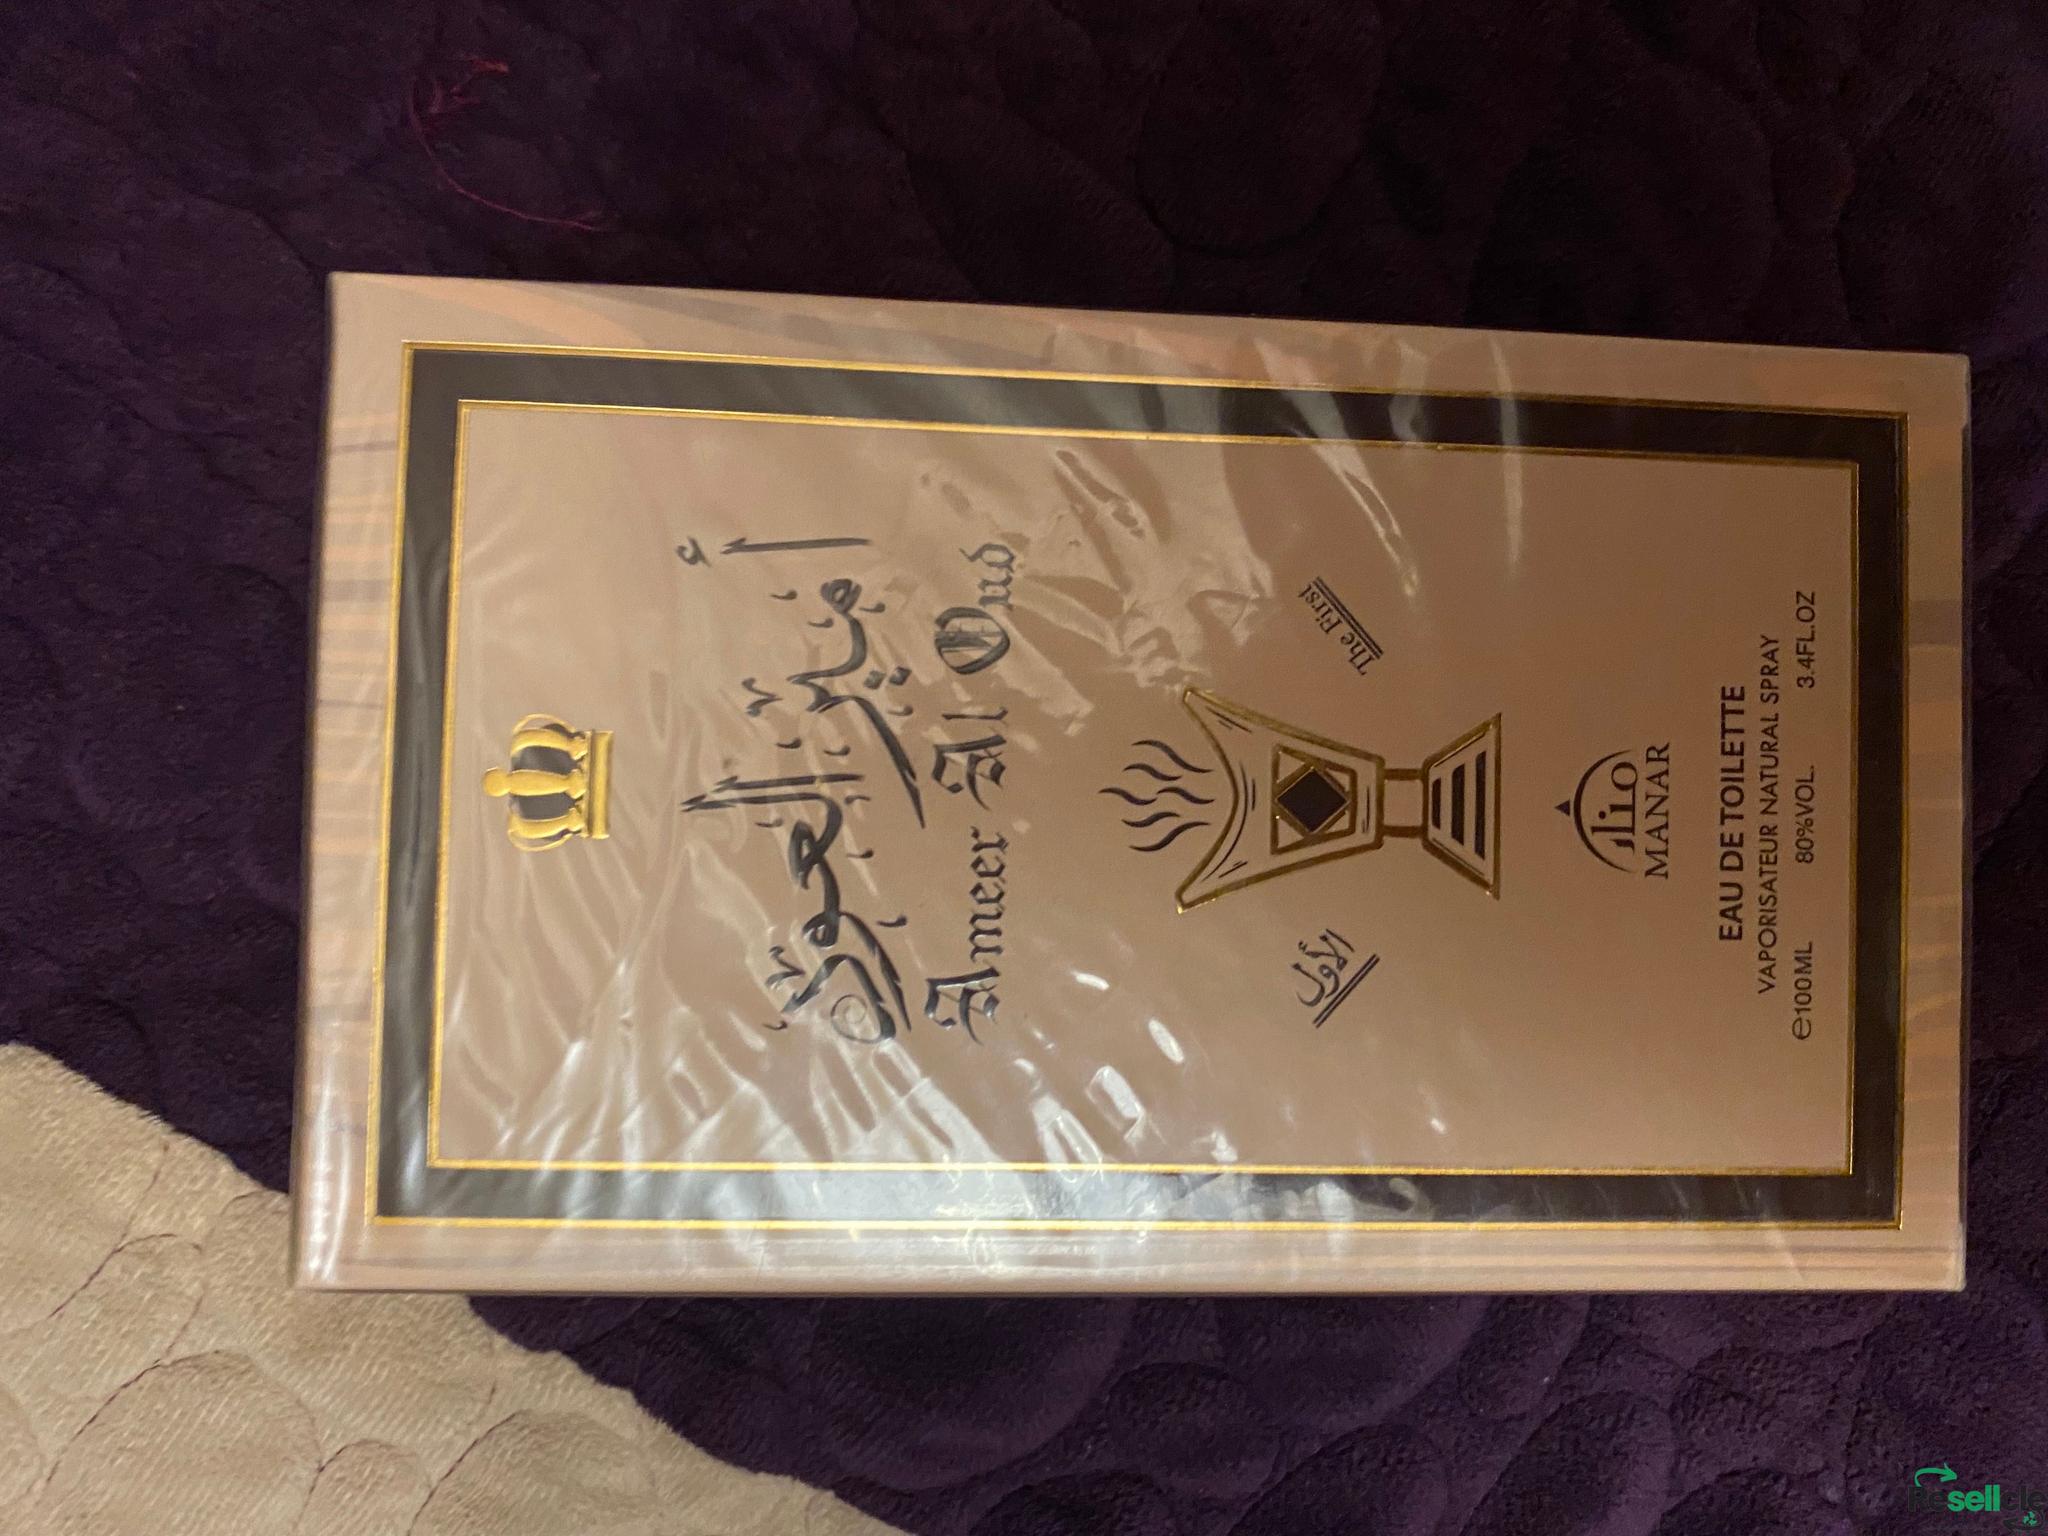 أمير العود
Ameer Al Oud
الأول
The First
منار
MANAR
EAU DE TOILETTE
VAPORISATEUR NATURAL SPRAY
℮100ML 80%VOL. 3.4FL.OZ
Resellcle